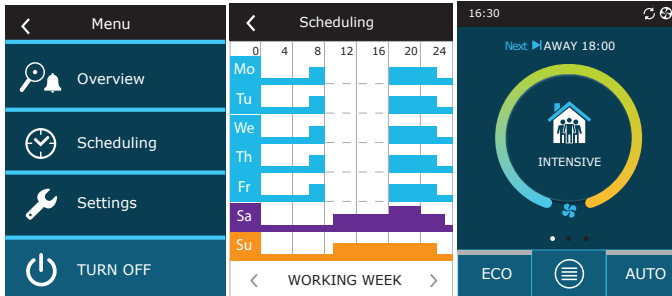 Menu
Overview
Scheduling
Settings
TURN OFF
Scheduling
0 4 8 12 16 20 24
Mo
Tu
We
Th
Fr
Sa
Su
WORKING WEEK
16:30
Next AWAY 18:00
INTENSIVE
ECO
AUTO